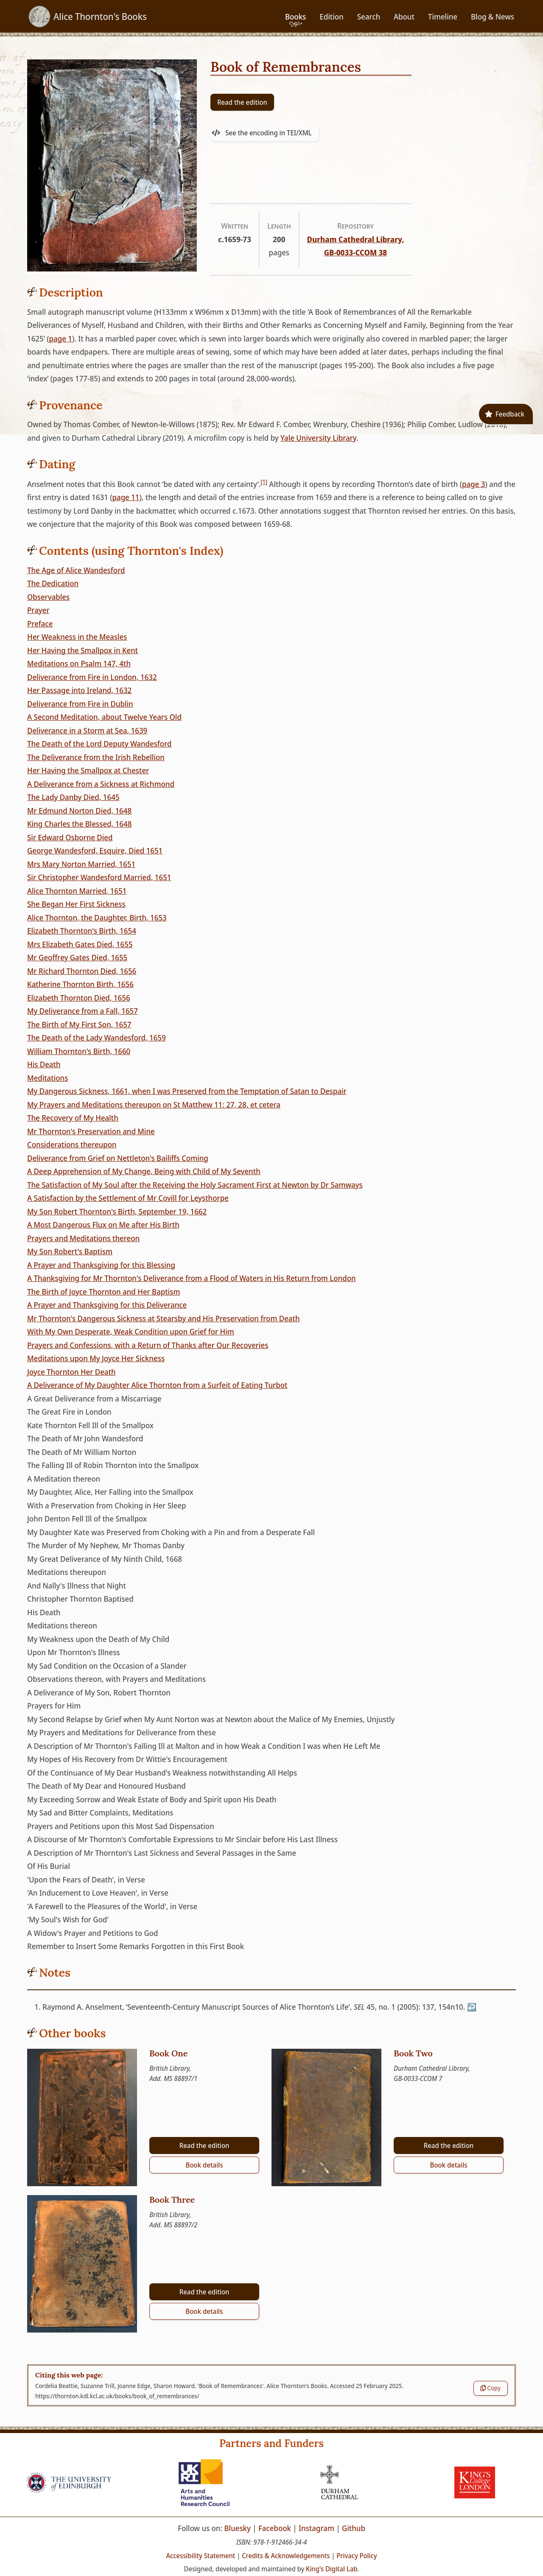 Alice Thornton's Books
Books
Edition
Search
About
Timeline
Blog & News
Book of Remembrances
Read the edition
See the encoding in TEI/XML
Written
c.1659-73
Length
200
pages
Repository
Durham Cathedral Library,
GB-0033-CCOM 38
Description
Small autograph manuscript volume (H133mm x W96mm x D13mm) with the title 'A Book of Remembrances of All the Remarkable
Deliverances of Myself, Husband and Children, with their Births and Other Remarks as Concerning Myself and Family, Beginning from the Year
1625' (page 1). It has a marbled paper cover, which is sewn into larger boards which were originally also covered in marbled paper; the larger
boards have endpapers. There are multiple areas of sewing, some of which may have been added at later dates, perhaps including the final
and penultimate entries where the pages are smaller than the rest of the manuscript (pages 195-200). The Book also includes a five page
'index' (pages 177-85) and extends to 200 pages in total (around 28,000-words).
Provenance
Feedback
Owned by Thomas Comber, of Newton-le-Willows (1875); Rev. Mr Edward F. Comber, Wrenbury, Cheshire (1936); Philip Comber, Ludlow
and given to Durham Cathedral Library (2019). A microfilm copy is held by Yale University Library.
Dating
Anselment notes that this Book cannot 'be dated with any certainty'.[1] Although it opens by recording Thornton's date of birth (page 3) and the
first entry is dated 1631 (page 11), the length and detail of the entries increase from 1659 and there is a reference to being called on to give
testimony by Lord Danby in the backmatter, which occurred c.1673. Other annotations suggest that Thornton revised her entries. On this basis,
we conjecture that the majority of this Book was composed between 1659-68.
Contents (using Thornton's Index)
The Age of Alice Wandesford
The Dedication
Observables
Prayer
Preface
Her Weakness in the Measles
Her Having the Smallpox in Kent
Meditations on Psalm 147, 4th
Deliverance from Fire in London, 1632
Her Passage into Ireland, 1632
Deliverance from Fire in Dublin
A Second Meditation, about Twelve Years Old
Deliverance in a Storm at Sea, 1639
The Death of the Lord Deputy Wandesford
The Deliverance from the Irish Rebellion
Her Having the Smallpox at Chester
A Deliverance from a Sickness at Richmond
The Lady Danby Died, 1645
Mr Edmund Norton Died, 1648
King Charles the Blessed, 1648
Sir Edward Osborne Died
George Wandesford, Esquire, Died 1651
Mrs Mary Norton Married, 1651
Sir Christopher Wandesford Married, 1651
Alice Thornton Married, 1651
She Began Her First Sickness
Alice Thornton, the Daughter, Birth, 1653
Elizabeth Thornton's Birth, 1654
Mrs Elizabeth Gates Died, 1655
Mr Geoffrey Gates Died, 1655
Mr Richard Thornton Died, 1656
Katherine Thornton Birth, 1656
Elizabeth Thornton Died, 1656
My Deliverance from a Fall, 1657
The Birth of My First Son, 1657
The Death of the Lady Wandesford, 1659
William Thornton's Birth, 1660
His Death
Meditations
My Dangerous Sickness, 1661, when I was Preserved from the Temptation of Satan to Despair
My Prayers and Meditations thereupon on St Matthew 11: 27, 28, et cetera
The Recovery of My Health
Mr Thornton's Preservation and Mine
Considerations thereupon
Deliverance from Grief on Nettleton's Bailiffs Coming
A Deep Apprehension of My Change, Being with Child of My Seventh
The Satisfaction of My Soul after the Receiving the Holy Sacrament First at Newton by Dr Samways
A Satisfaction by the Settlement of Mr Covill for Leysthorpe
My Son Robert Thornton's Birth, September 19, 1662
A Most Dangerous Flux on Me after His Birth
Prayers and Meditations thereon
My Son Robert's Baptism
A Prayer and Thanksgiving for this Blessing
A Thanksgiving for Mr Thornton's Deliverance from a Flood of Waters in His Return from London
The Birth of Joyce Thornton and Her Baptism
A Prayer and Thanksgiving for this Deliverance
Mr Thornton's Dangerous Sickness at Stearsby and His Preservation from Death
With My Own Desperate, Weak Condition upon Grief for Him
Prayers and Confessions, with a Return of Thanks after Our Recoveries
Meditations upon My Joyce Her Sickness
Joyce Thornton Her Death
A Deliverance of My Daughter Alice Thornton from a Surfeit of Eating Turbot
A Great Deliverance from a Miscarriage
The Great Fire in London
Kate Thornton Fell Ill of the Smallpox
The Death of Mr John Wandesford
The Death of Mr William Norton
The Falling Ill of Robin Thornton into the Smallpox
A Meditation thereon
My Daughter, Alice, Her Falling into the Smallpox
With a Preservation from Choking in Her Sleep
John Denton Fell Ill of the Smallpox
My Daughter Kate was Preserved from Choking with a Pin and from a Desperate Fall
The Murder of My Nephew, Mr Thomas Danby
My Great Deliverance of My Ninth Child, 1668
Meditations thereupon
And Nally's Illness that Night
Christopher Thornton Baptised
His Death
Meditations thereon
My Weakness upon the Death of My Child
Upon Mr Thornton's Illness
My Sad Condition on the Occasion of a Slander
Observations thereon, with Prayers and Meditations
A Deliverance of My Son, Robert Thornton
Prayers for Him
My Second Relapse by Grief when My Aunt Norton was at Newton about the Malice of My Enemies, Unjustly
My Prayers and Meditations for Deliverance from these
A Description of Mr Thornton's Falling Ill at Malton and in how Weak a Condition I was when He Left Me
My Hopes of His Recovery from Dr Wittie's Encouragement
Of the Continuance of My Dear Husband's Weakness notwithstanding All Helps
The Death of My Dear and Honoured Husband
My Exceeding Sorrow and Weak Estate of Body and Spirit upon His Death
My Sad and Bitter Complaints, Meditations
Prayers and Petitions upon this Most Sad Dispensation
A Discourse of Mr Thornton's Comfortable Expressions to Mr Sinclair before His Last Illness
A Description of Mr Thornton's Last Sickness and Several Passages in the Same
Of His Burial
'Upon the Fears of Death', in Verse
'An Inducement to Love Heaven', in Verse
'A Farewell to the Pleasures of the World', in Verse
'My Soul's Wish for God'
A Widow's Prayer and Petitions to God
Remember to Insert Some Remarks Forgotten in this First Book
Notes
1. Raymond A. Anselment, 'Seventeenth-Century Manuscript Sources of Alice Thornton's Life', SEL 45, no. 1 (2005): 137, 154n10.
Other books
Book One
British Library,
Add. MS 88897/1
Read the edition
Book details
Book Two
Durham Cathedral Library,
GB-0033-CCOM 7
Read the edition
Book details
Book Three
British Library,
Add. MS 88897/2
Read the edition
Book details
Citing this web page:
Cordelia Beattie, Suzanne Trill, Joanne Edge, Sharon Howard. 'Book of Remembrances'. Alice Thornton's Books. Accessed 25 February 2025.
https://thornton.kdl.kcl.ac.uk/books/book_of_remembrances/
Copy
Partners and Funders
THE UNIVERSITY
of EDINBURGH
UKRI
Arts and
Humanities
Research Council
DURHAM
CATHEDRAL
KING'S
College
LONDON
Follow us on: Bluesky | Facebook | Instagram | Github
ISBN: 978-1-912466-34-4
Accessibility Statement | Credits & Acknowledgements | Privacy Policy
Designed, developed and maintained by King's Digital Lab.